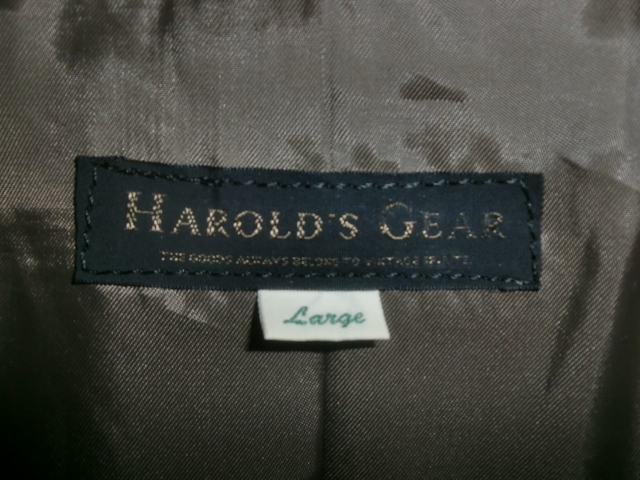 HAROLD'S GEAR
THE GOODS ALWAYS BELONG TO VINTAGE
Large